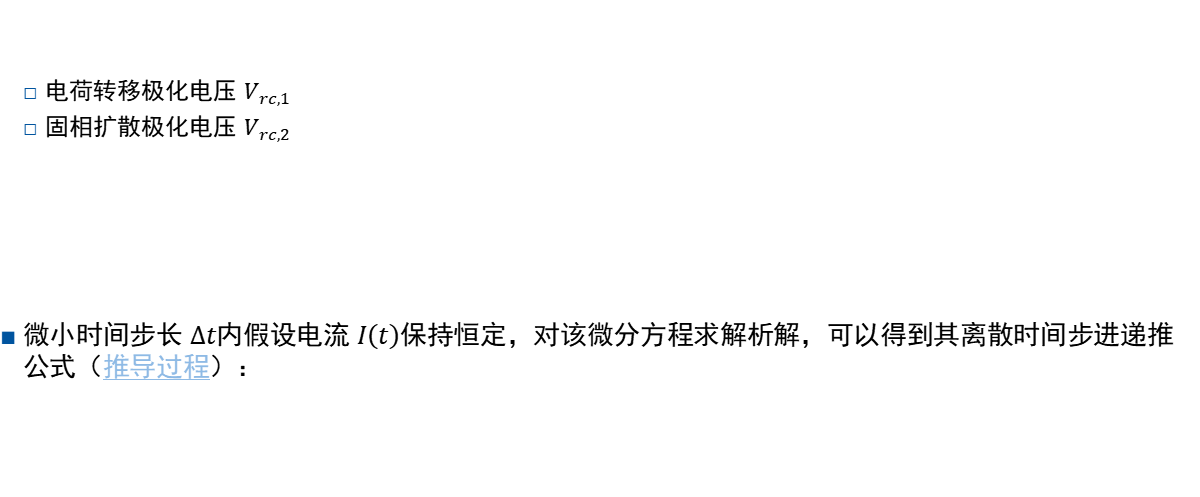 电荷转移极化电压 V_{rc,1}
固相扩散极化电压 V_{rc,2}
微小时间步长 Δt内假设电流 I(t)保持恒定，对该微分方程求解析解，可以得到其离散时间步进递推
公式（推导过程）：